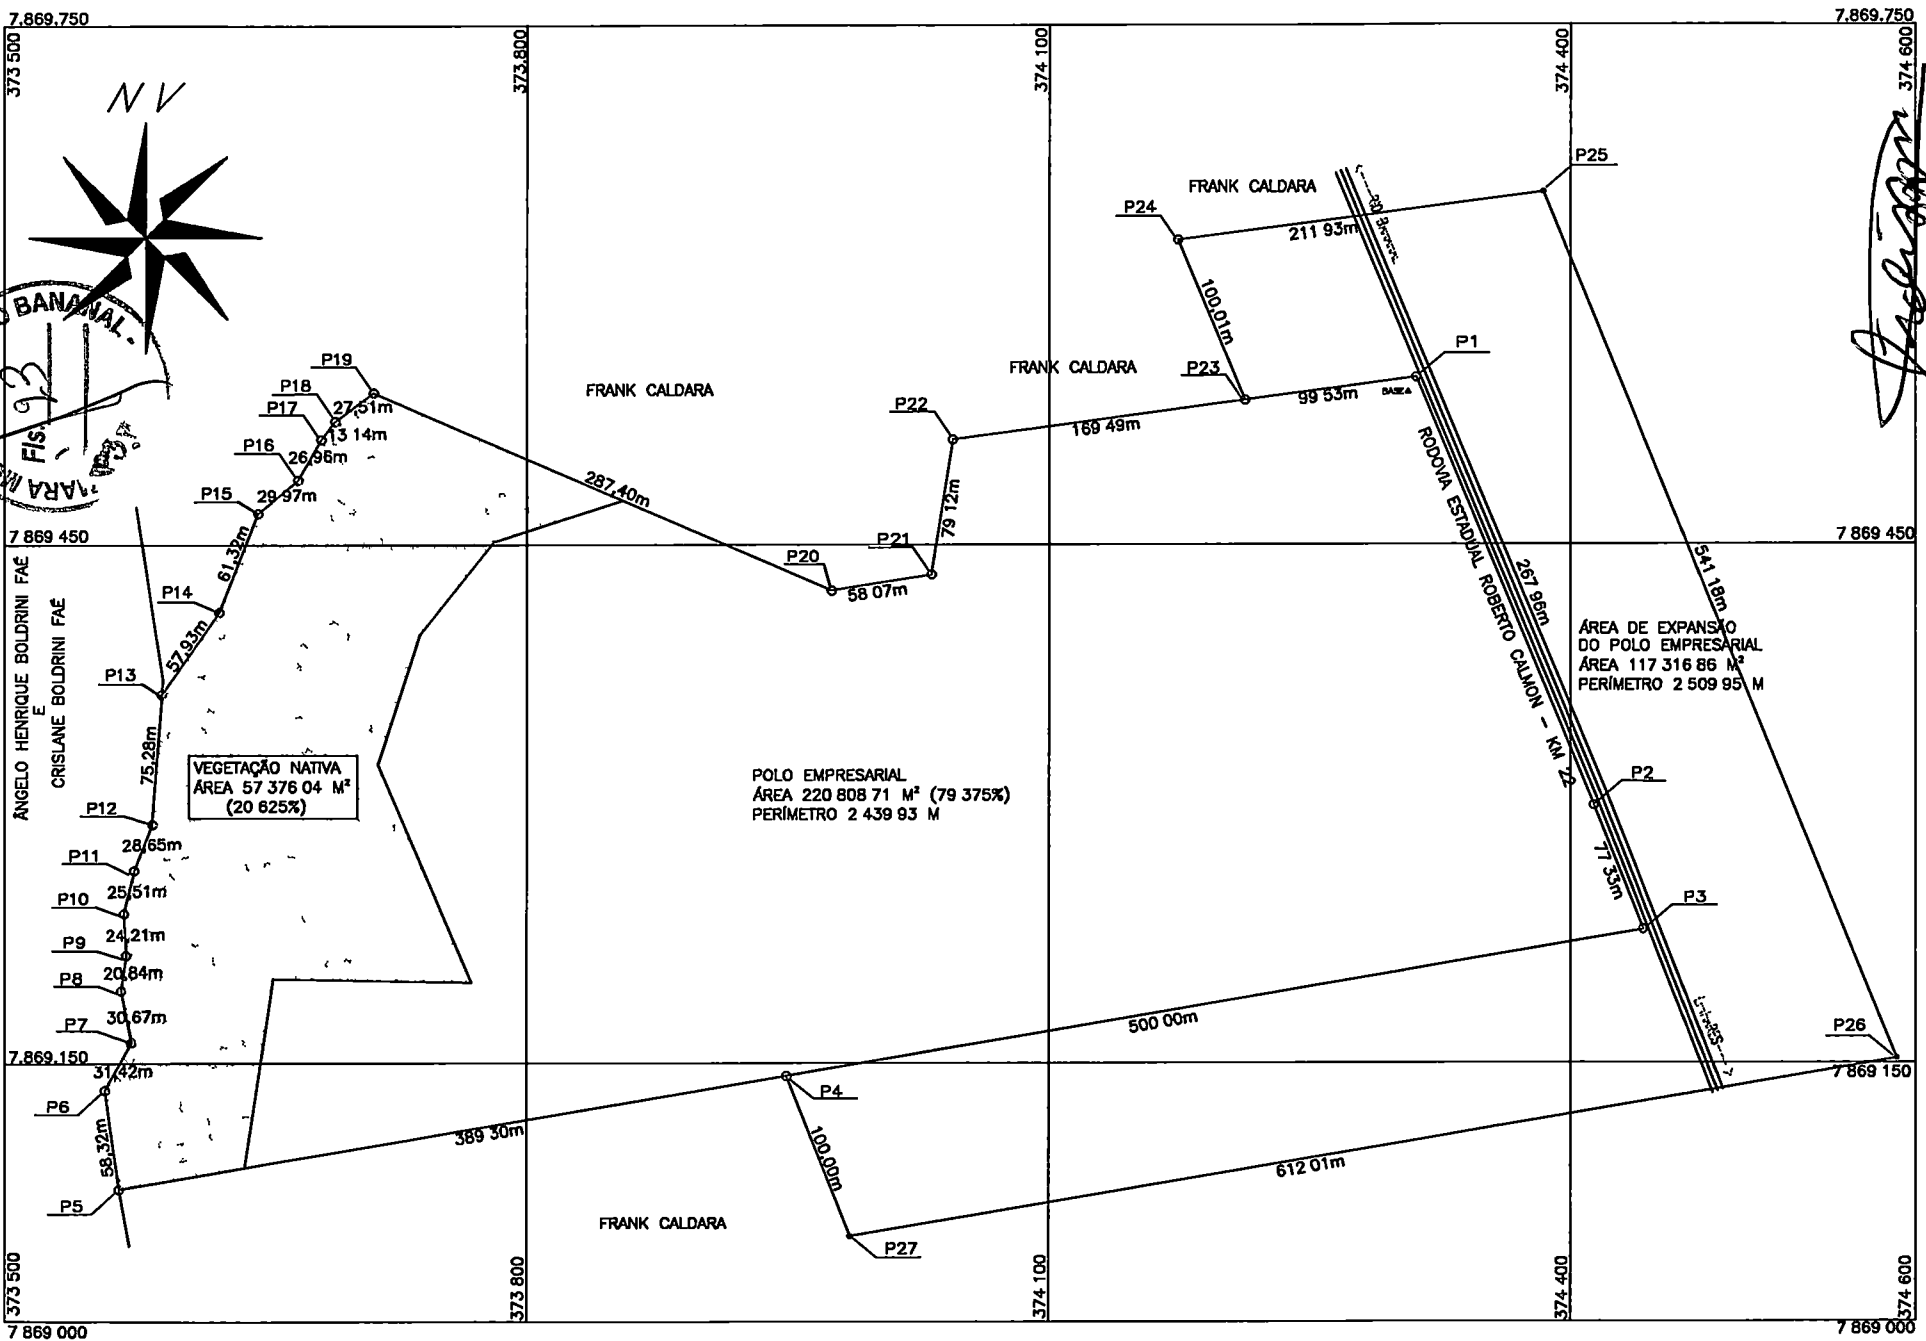 7.869.750
7.869.750
373 500
373.800
374 100
374 400
374 600
N V
BANANAL
Fls. 93
FRANK CALDARA
P25
P24
211 93m
100,01m
P1
P19
FRANK CALDARA
P23
P18
FRANK CALDARA
27,51m
99 53m
BASE
P17
P22
13 14m
169 49m
P16
26,96m
RODOVIA ESTADUAL ROBERTO CALMON - KM 22
P15
29 97m
287,40m
79 12m
7 869 450
P21
7 869 450
61,32m
P20
58 07m
541 18m
267 96m
P14
ÂNGELO HENRIQUE BOLDRINI FAÉ
E
CRISLANE BOLDRINI FAÉ
57,93m
ÁREA DE EXPANSÃO
DO POLO EMPRESARIAL
ÁREA 117 316 86 M²
PERÍMETRO 2 509 95 M
P13
75,28m
VEGETAÇÃO NATIVA
ÁREA 57 376 04 M²
(20 625%)
POLO EMPRESARIAL
ÁREA 220 808 71 M² (79 375%)
PERÍMETRO 2 439 93 M
P2
P12
28,65m
P11
77 33m
25,51m
P10
P3
24,21m
P9
20,84m
P8
30,67m
P7
500 00m
P26
7.869.150
7 869 150
31,42m
P4
P6
58,32m
389 30m
100,00m
612 01m
P5
FRANK CALDARA
P27
373 500
373 800
374 100
374 400
374 600
7 869 000
7 869 000